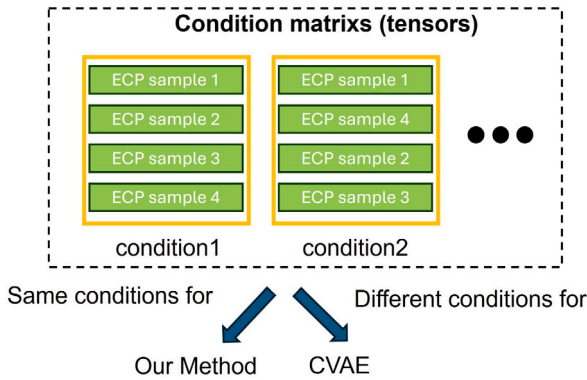 Condition matrixs (tensors)
ECP sample 1
ECP sample 2
ECP sample 3
ECP sample 4
condition1
ECP sample 1
ECP sample 4
ECP sample 2
ECP sample 3
condition2
Same conditions for
Different conditions for
Our Method
CVAE